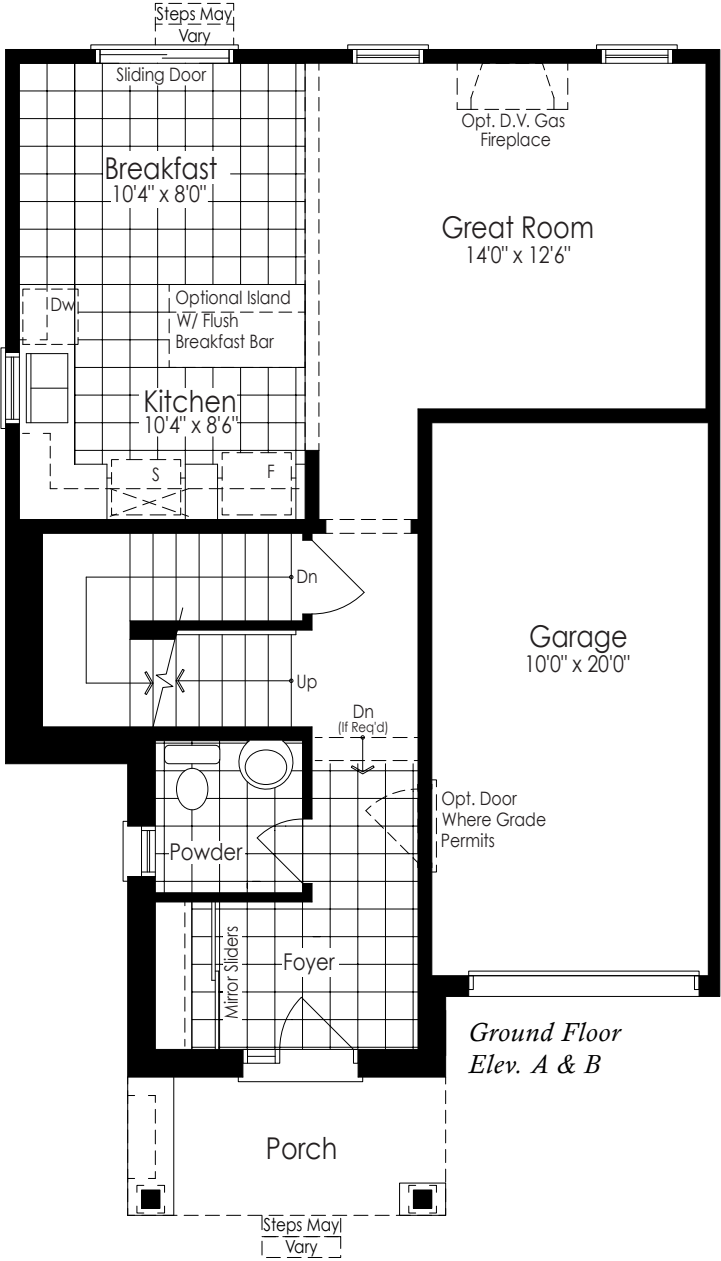 Steps May
Vary
Sliding Door
Opt. D.V. Gas
Fireplace
Breakfast
10'4" x 8'0"
Great Room
14'0" x 12'6"
Dw
Optional Island
W/ Flush
Breakfast Bar
Kitchen
10'4" x 8'6"
S
F
Dn
Up
Garage
10'0" x 20'0"
Dn
(If Req'd)
Opt. Door
Where Grade
Permits
Powder
Mirror Sliders
Foyer
Ground Floor
Elev. A & B
Porch
Steps May
Vary